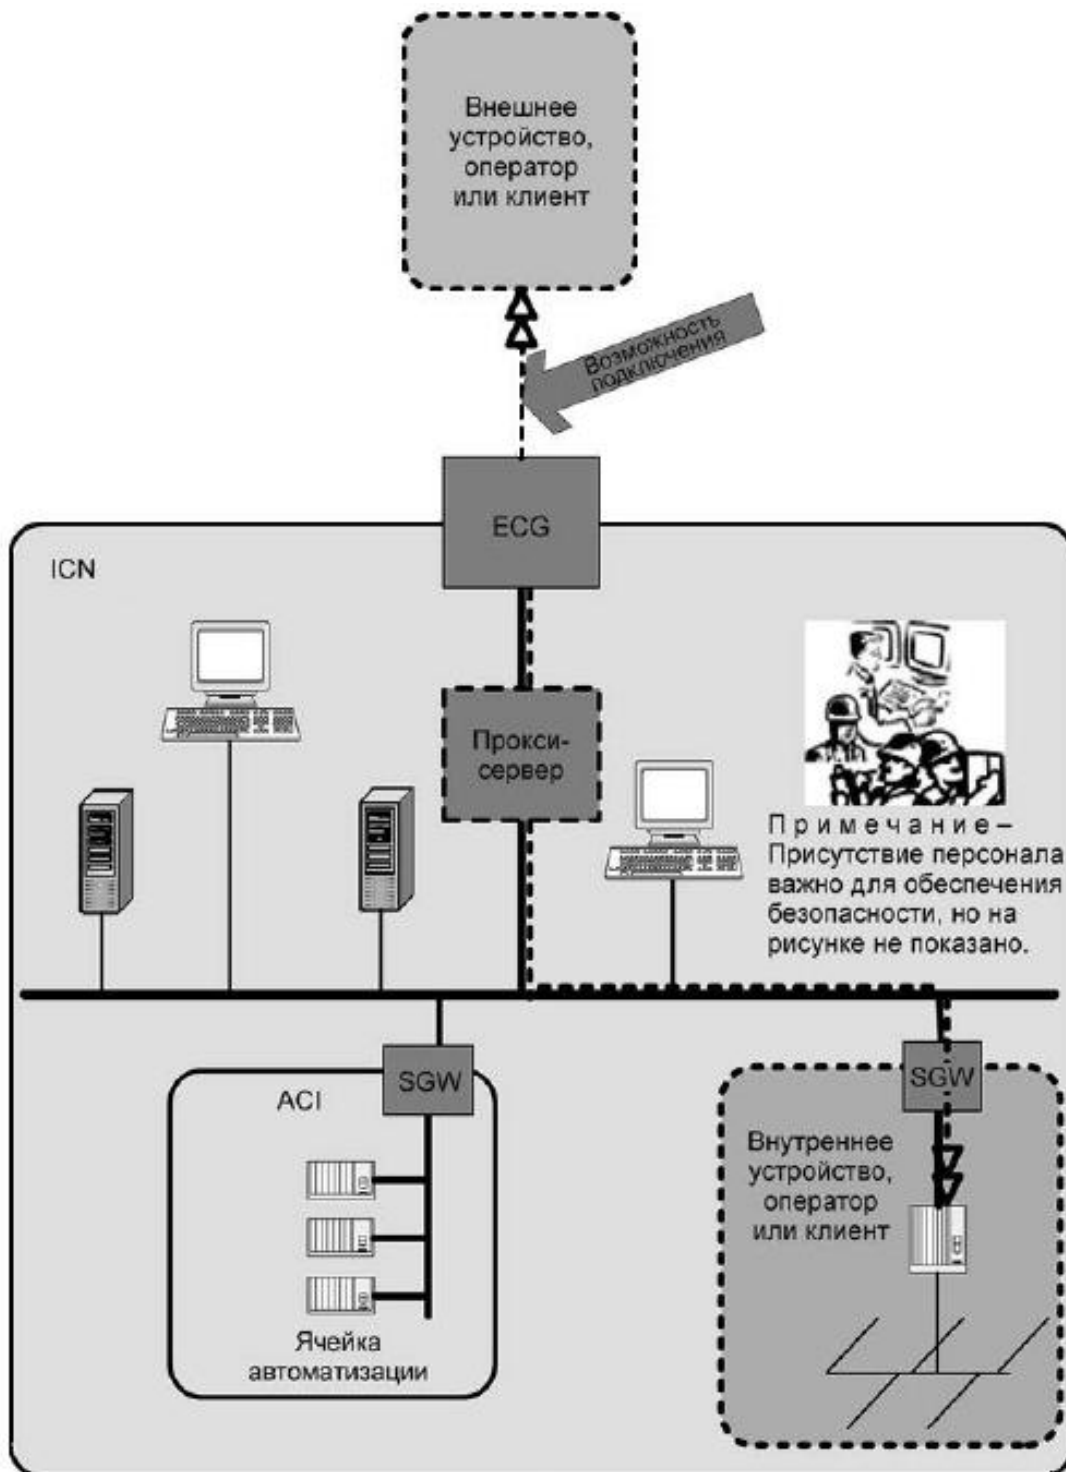 Внешнее
устройство,
оператор
или клиент
Возможность
подключения
ECG
ICN
Прокси-
сервер
П р и м е ч а н и е –
Присутствие персонала
важно для обеспечения
безопасности, но на
рисунке не показано.
SGW
ACI
Ячейка
автоматизации
SGW
Внутреннее
устройство,
оператор
или клиент